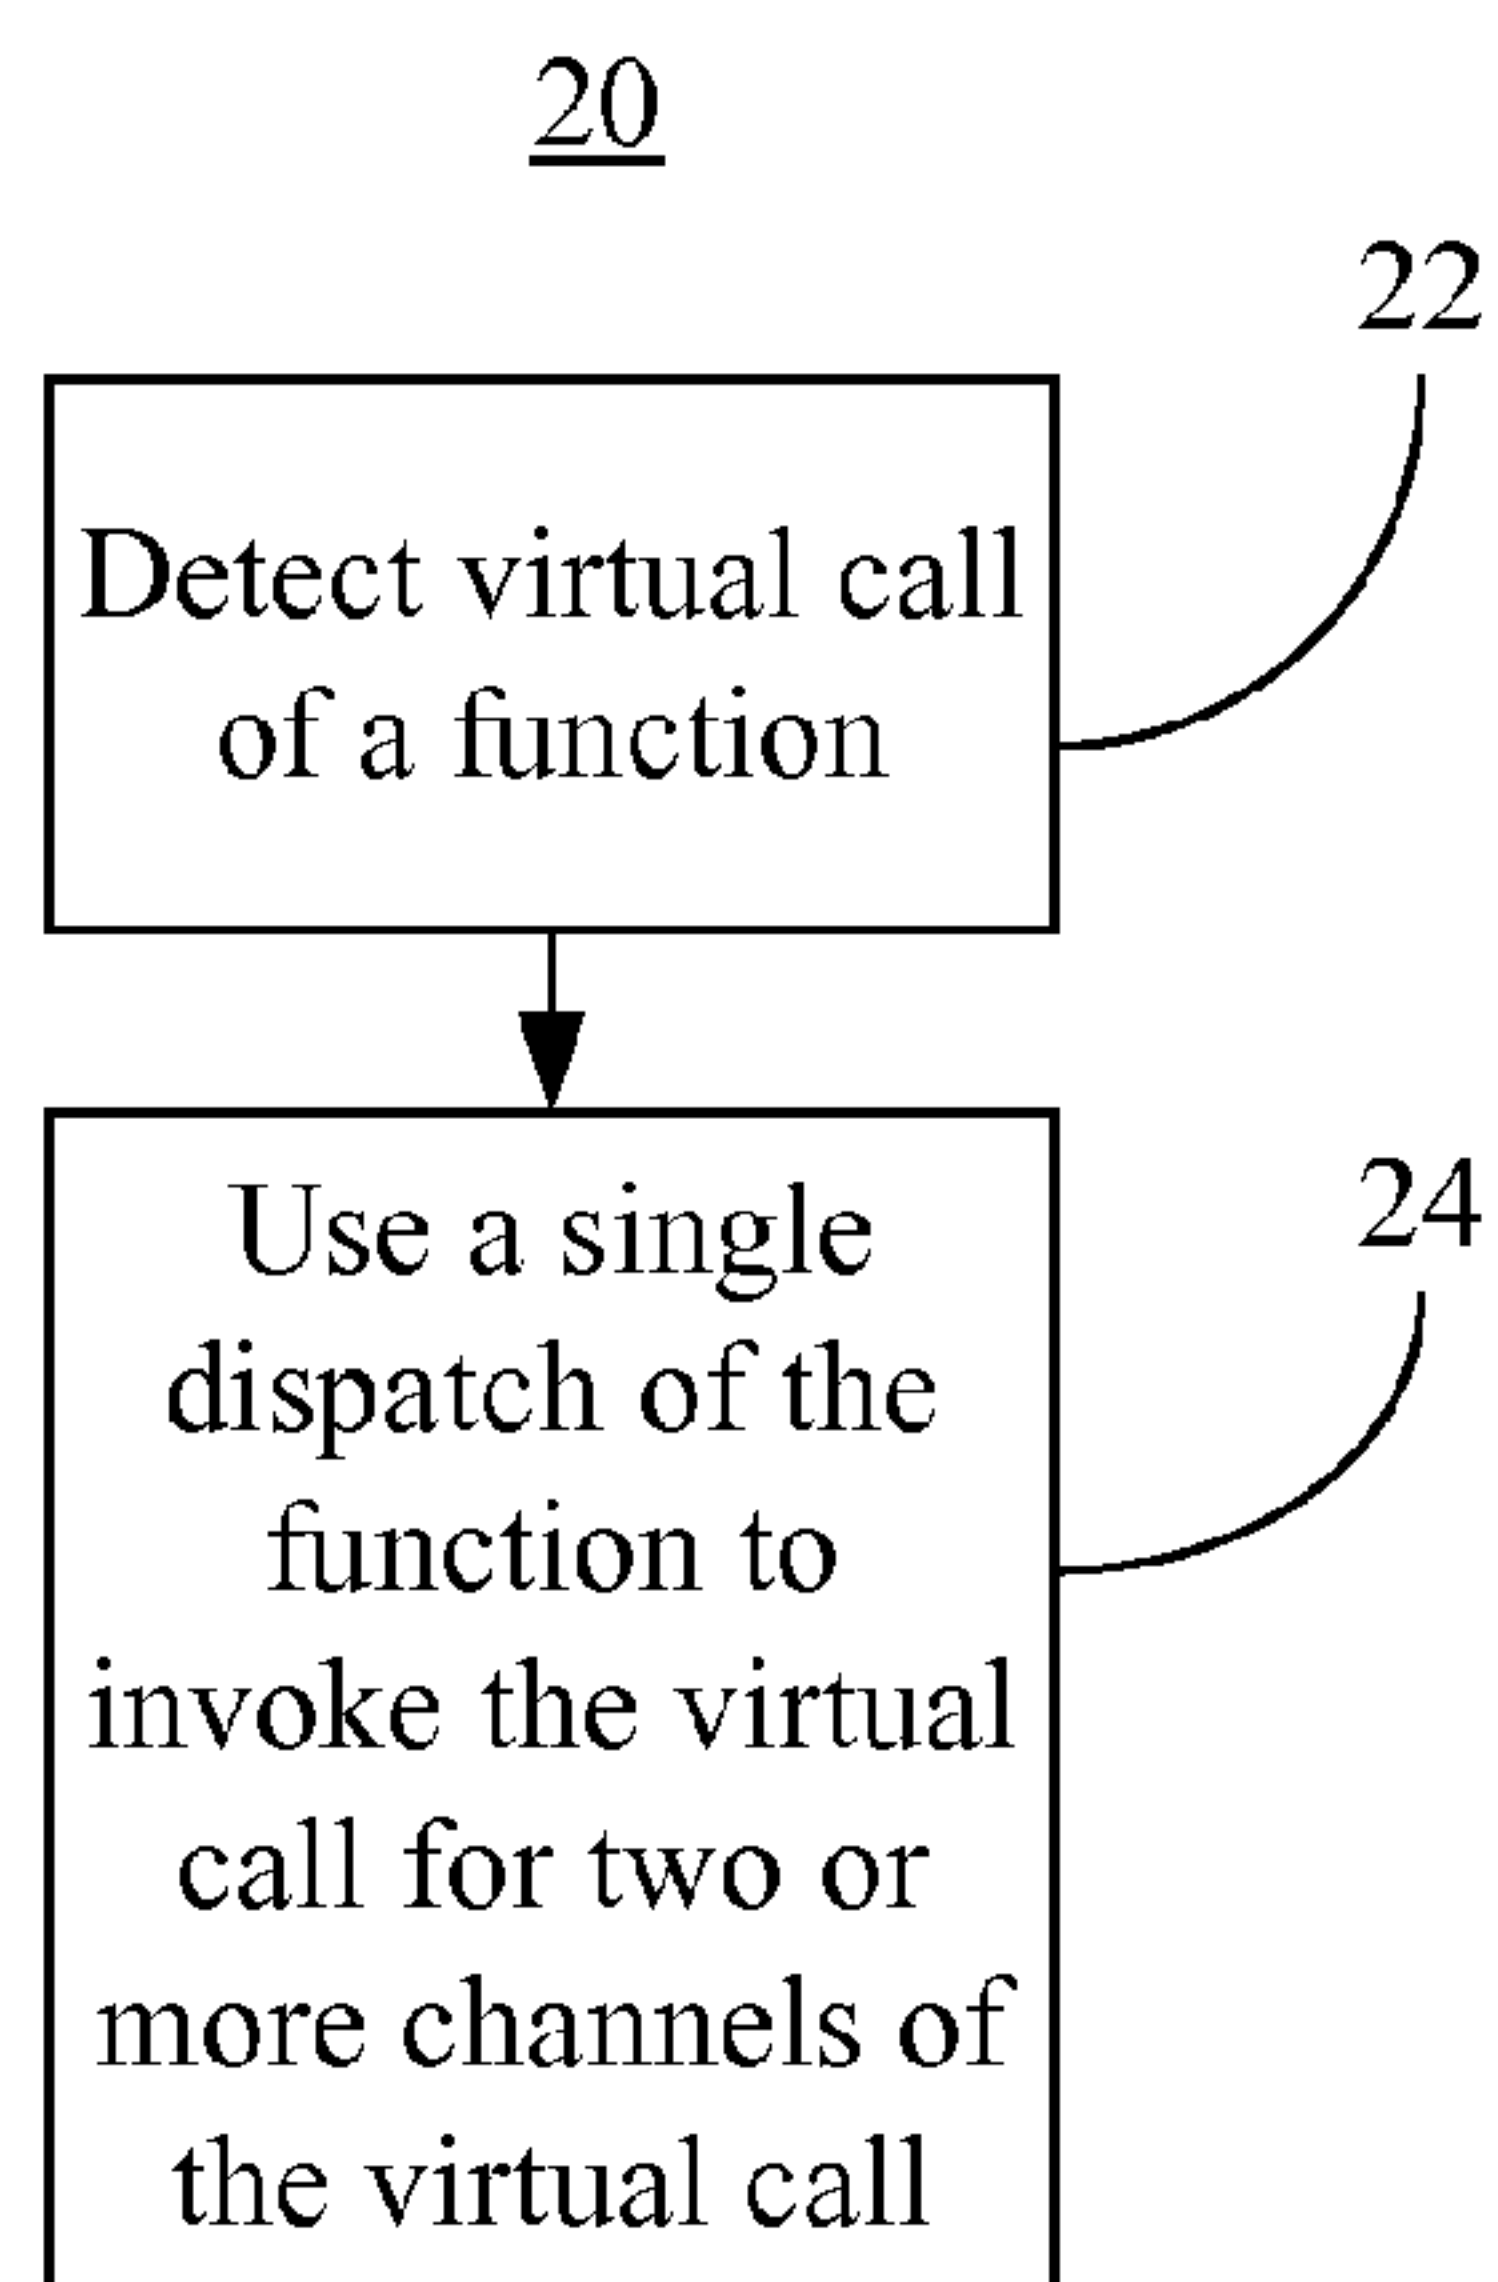 20
22
Detect virtual call
of a function
24
Use a single
dispatch of the
function to
invoke the virtual
call for two or
more channels of
the virtual call